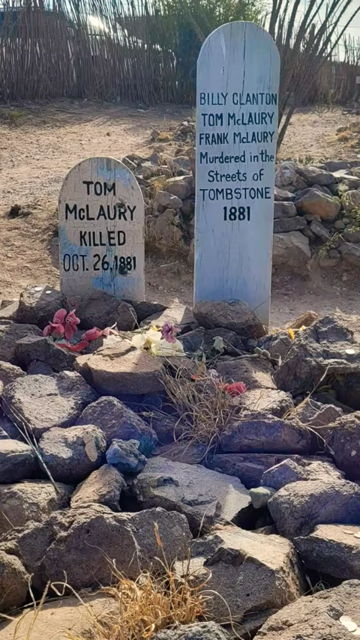 TOM
McLAURY
KILLED
OCT. 26, 1881
BILLY CLANTON
TOM McLAURY
FRANK McLAURY
Murdered in the
Streets of
TOMBSTONE
1881